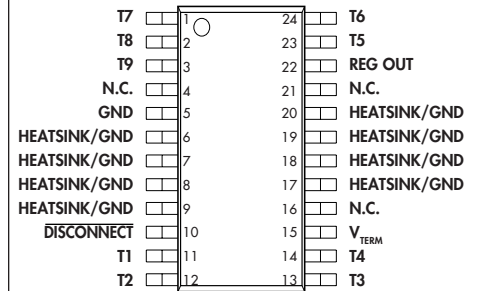 T7 1 24 T6
T8 2 23 T5
T9 3 22 REG OUT
N.C. 4 21 N.C.
GND 5 20 HEATSINK/GND
HEATSINK/GND 6 19 HEATSINK/GND
HEATSINK/GND 7 18 HEATSINK/GND
HEATSINK/GND 8 17 HEATSINK/GND
HEATSINK/GND 9 16 N.C.
DISCONNECT 10 15 VTERM
T1 11 14 T4
T2 12 13 T3